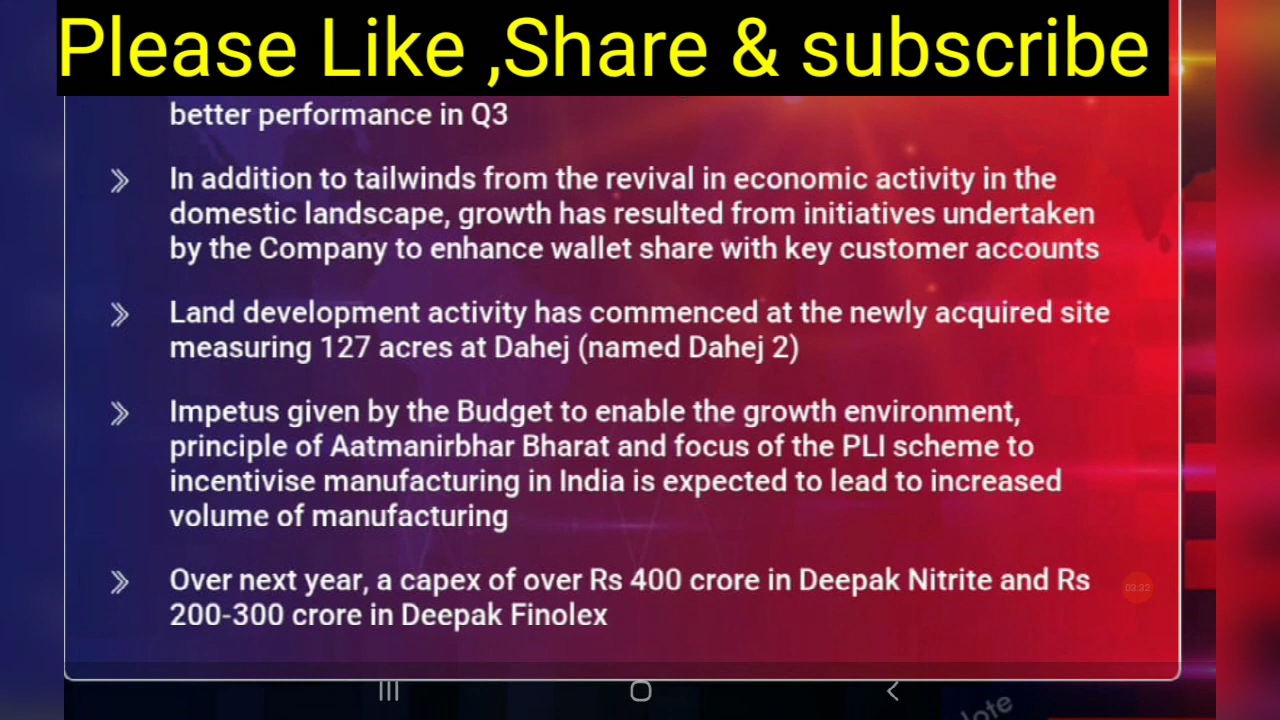 Please Like ,Share & subscribe
better performance in Q3
In addition to tailwinds from the revival in economic activity in the
domestic landscape, growth has resulted from initiatives undertaken
by the Company to enhance wallet share with key customer accounts
Land development activity has commenced at the newly acquired site
measuring 127 acres at Dahej (named Dahej 2)
Impetus given by the Budget to enable the growth environment,
principle of Aatmanirbhar Bharat and focus of the PLI scheme to
incentivise manufacturing in India is expected to lead to increased
volume of manufacturing
Over next year, a capex of over Rs 400 crore in Deepak Nitrite and Rs
200-300 crore in Deepak Finolex
03:32